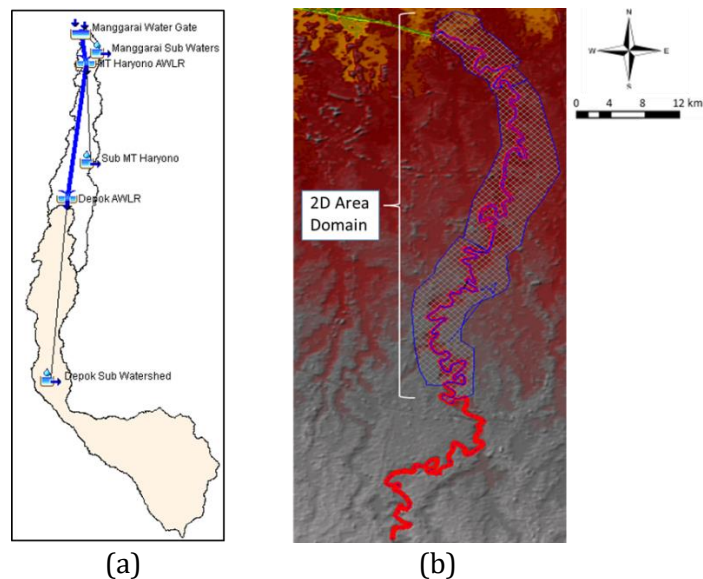 Manggarai Water Gate
Manggarai Sub Waters
MT Haryono AWLR
Sub MT Haryono
Depok AWLR
Depok Sub Watershed
(a)
2D Area
Domain
(b)
N
W E
S
0 4 8 12 km